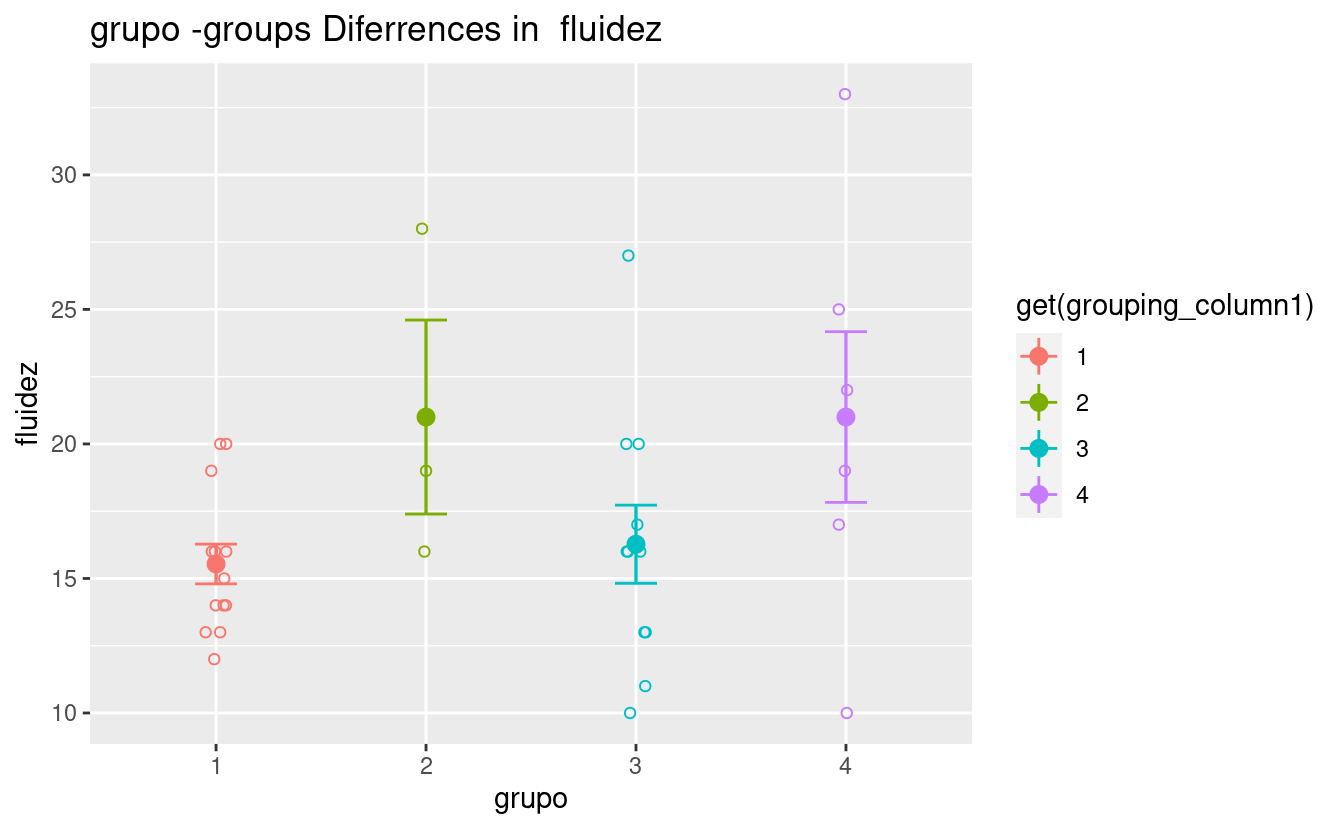 grupo -groups Diferrences in  fluidez
fluidez
30
25
20
15
10
1 2 3 4
grupo
get(grouping_column1)
1
2
3
4